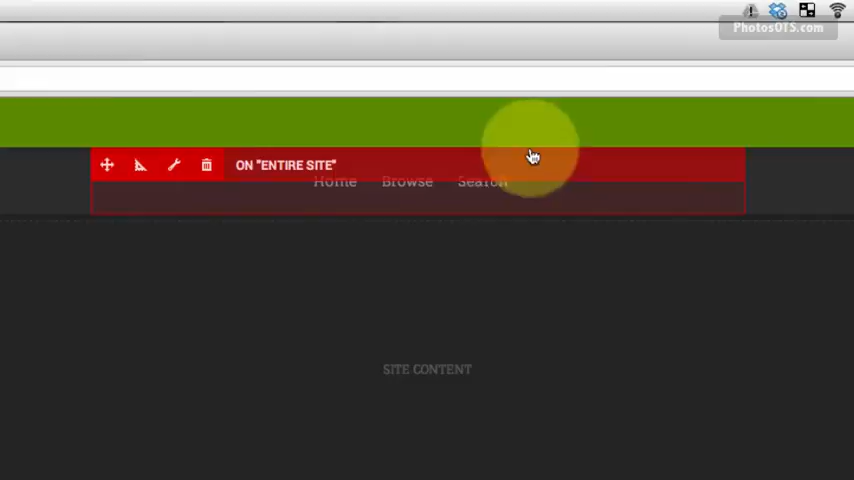 PhotosOTS.com
ON "ENTIRE SITE"
Home Browse Search
SITE CONTENT